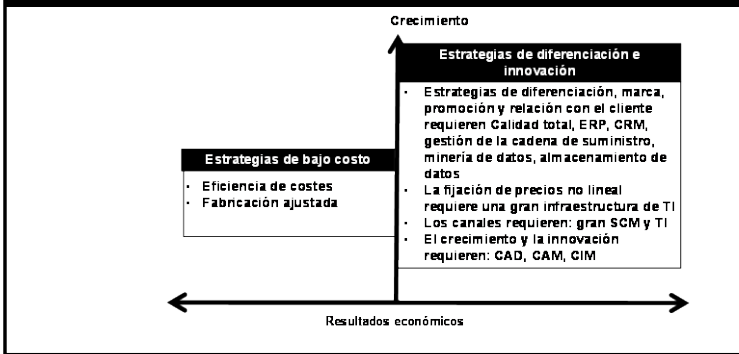 Crecimiento
Estrategias de diferenciación e
innovación
• Estrategias de diferenciación, marca,
promoción y relación con el cliente
requieren Calidad total, ERP, CRM,
gestión de la cadena de suministro,
minería de datos, almacenamiento de
datos
• La fijación de precios no lineal
requiere una gran infraestructura de TI
• Los canales requieren: gran SCM y TI
• El crecimiento y la innovación
requieren: CAD, CAM, CIM
Estrategias de bajo costo
• Eficiencia de costes
• Fabricación ajustada
Resultados económicos